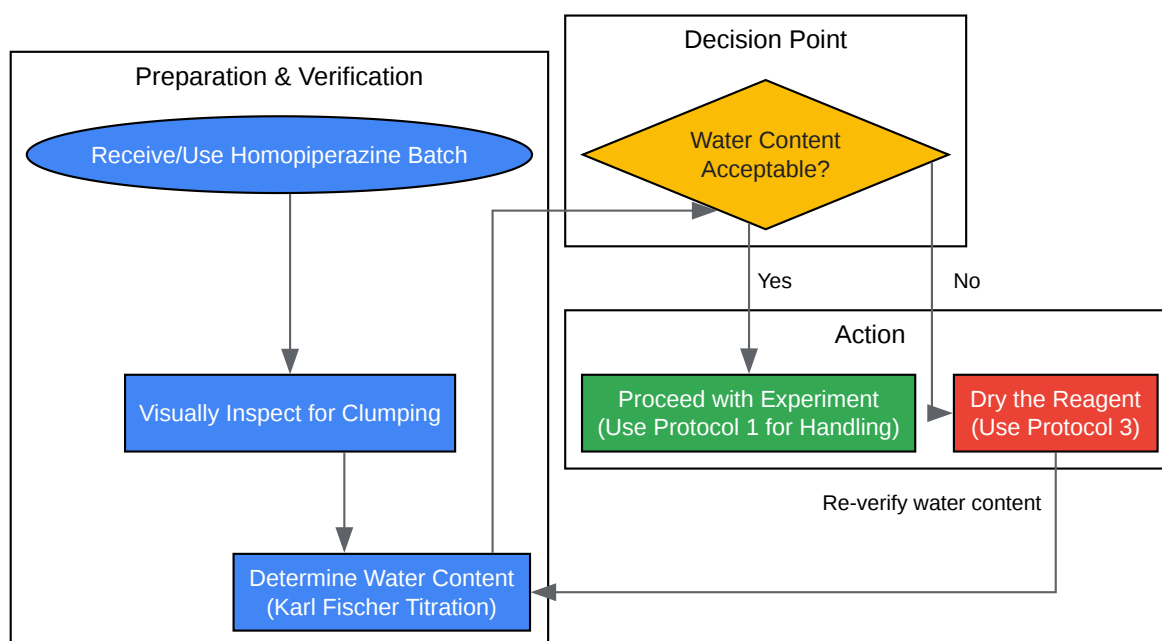 Preparation & Verification
Receive/Use Homopiperazine Batch
Visually Inspect for Clumping
Determine Water Content
(Karl Fischer Titration)
Decision Point
Water Content
Acceptable?
Yes
No
Action
Proceed with Experiment
(Use Protocol 1 for Handling)
Dry the Reagent
(Use Protocol 3)
Re-verify water content